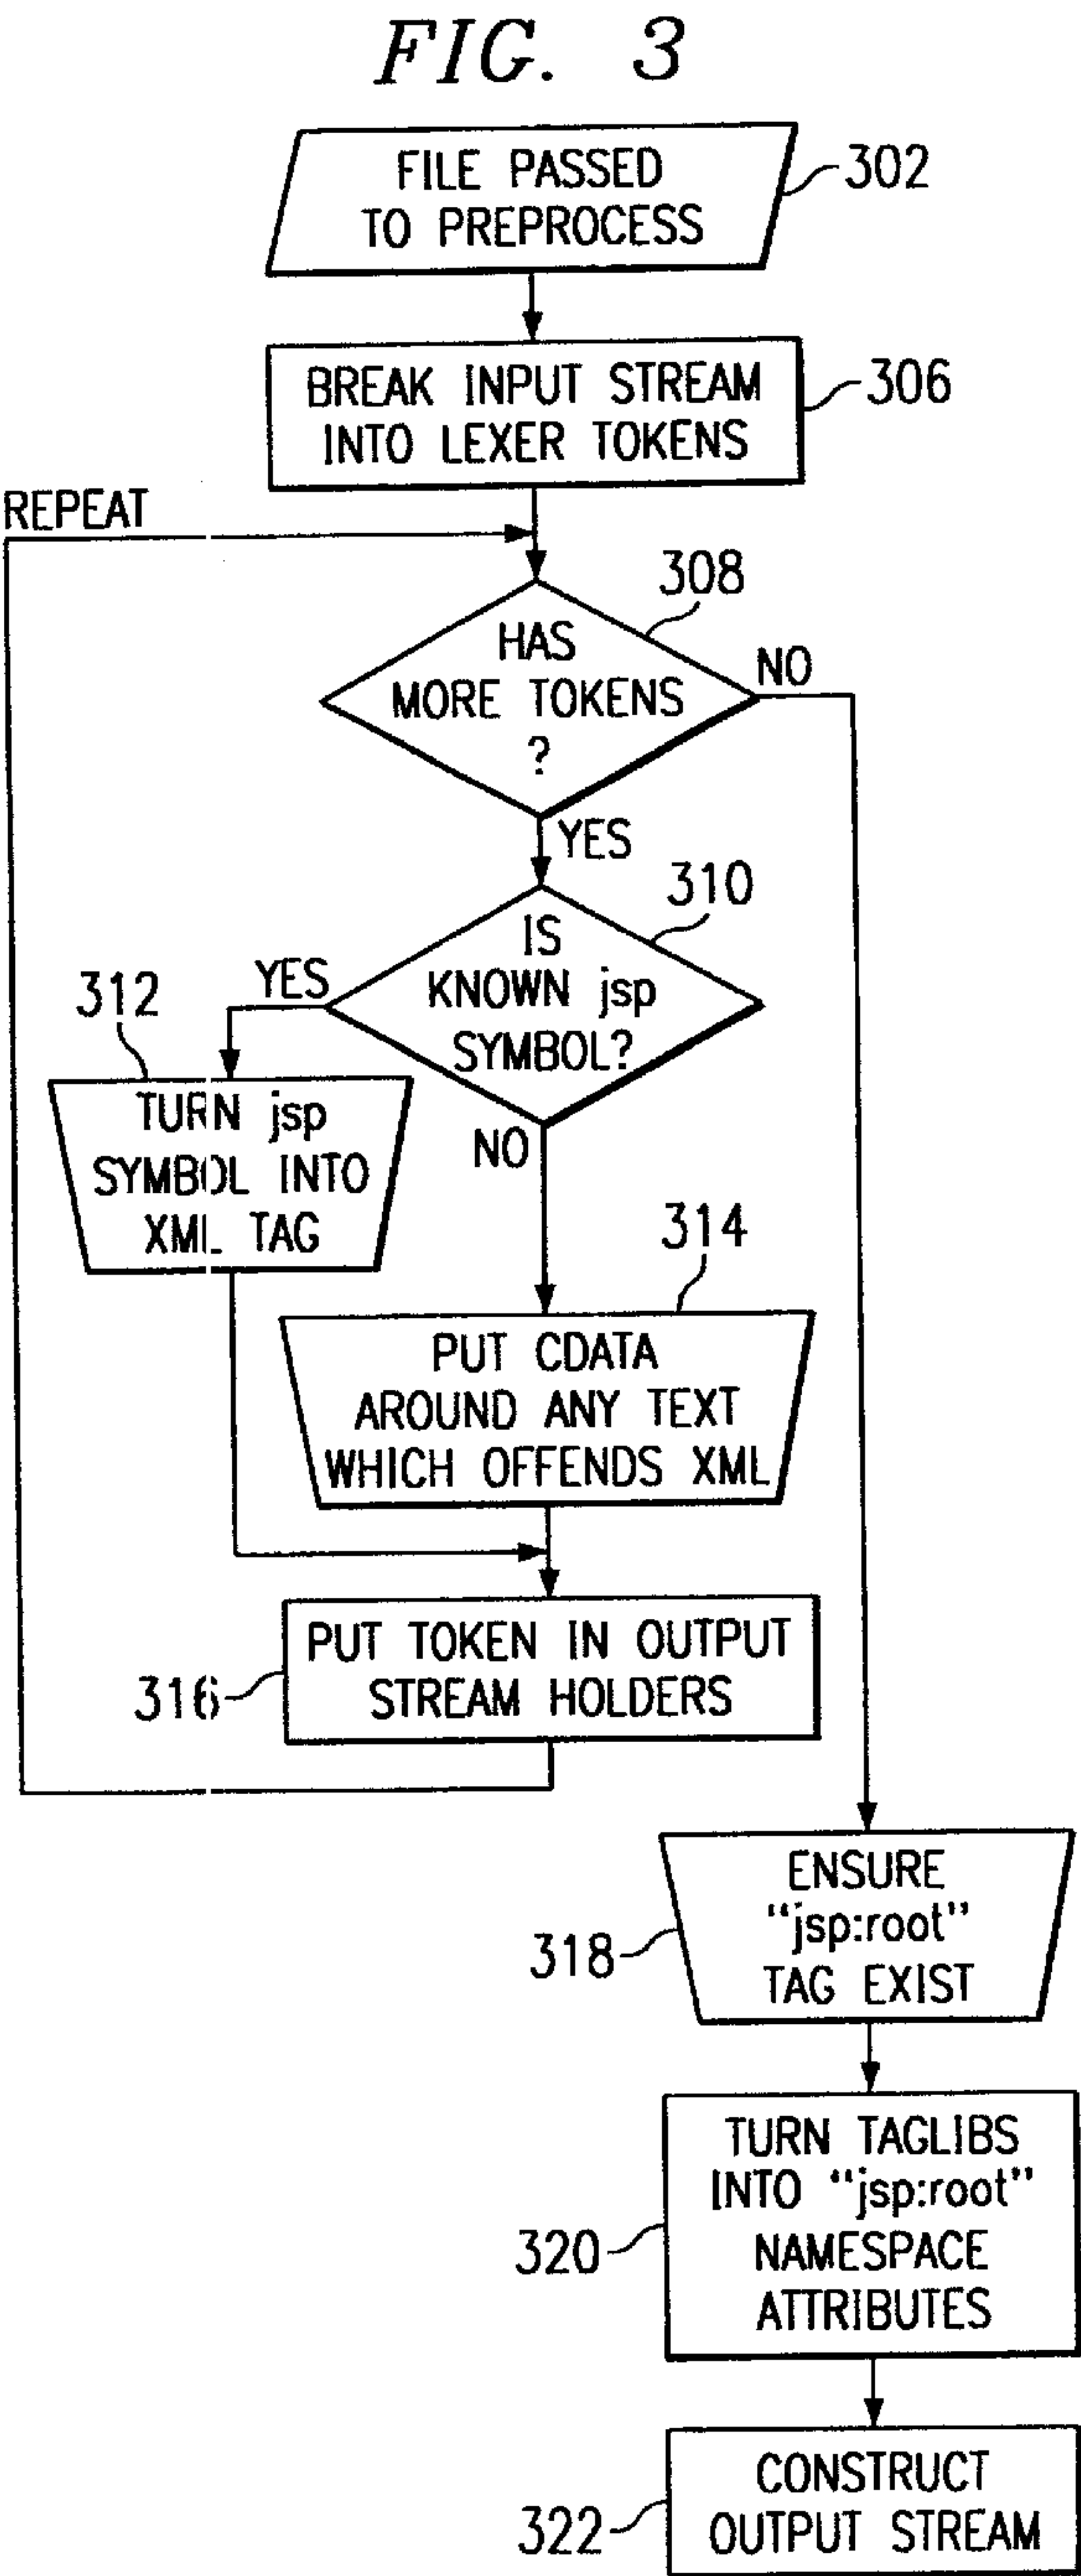 FIG. 3
FILE PASSED
TO PREPROCESS
302
BREAK INPUT STREAM
INTO LEXER TOKENS
306
REPEAT
308
HAS
MORE TOKENS
?
NO
YES
310
IS
KNOWN jsp
SYMBOL?
YES
312
TURN jsp
SYMBOL INTO
XML TAG
NO
314
PUT CDATA
AROUND ANY TEXT
WHICH OFFENDS XML
PUT TOKEN IN OUTPUT
STREAM HOLDERS
316
ENSURE
“jsp:root”
TAG EXIST
318
TURN TAGLIBS
INTO “jsp:root”
NAMESPACE
ATTRIBUTES
320
CONSTRUCT
OUTPUT STREAM
322